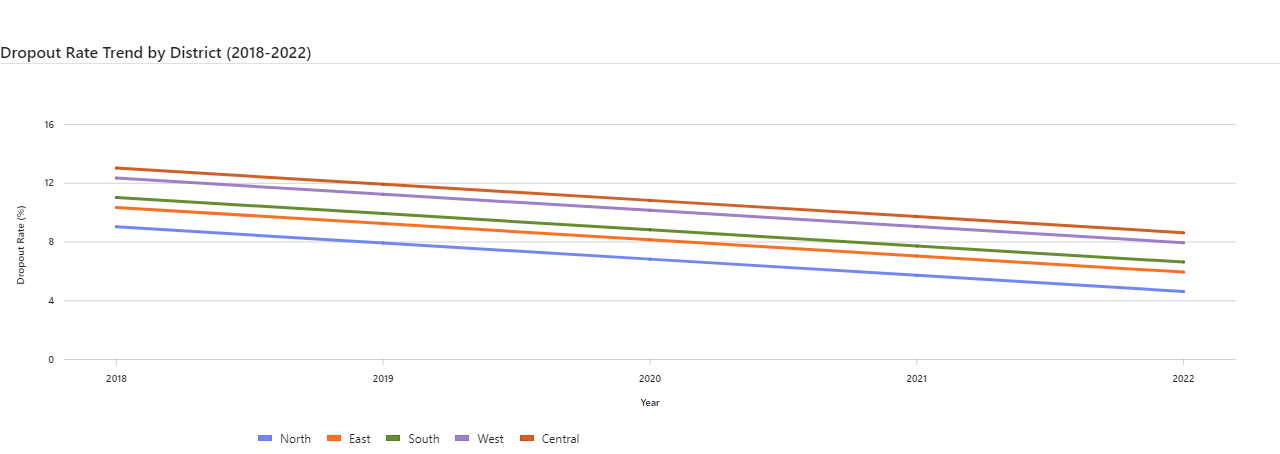 Dropout Rate Trend by District (2018-2022)
16
12
8
4
0
Dropout Rate (%)
2018 2019 2020 2021 2022
Year
North East South West Central